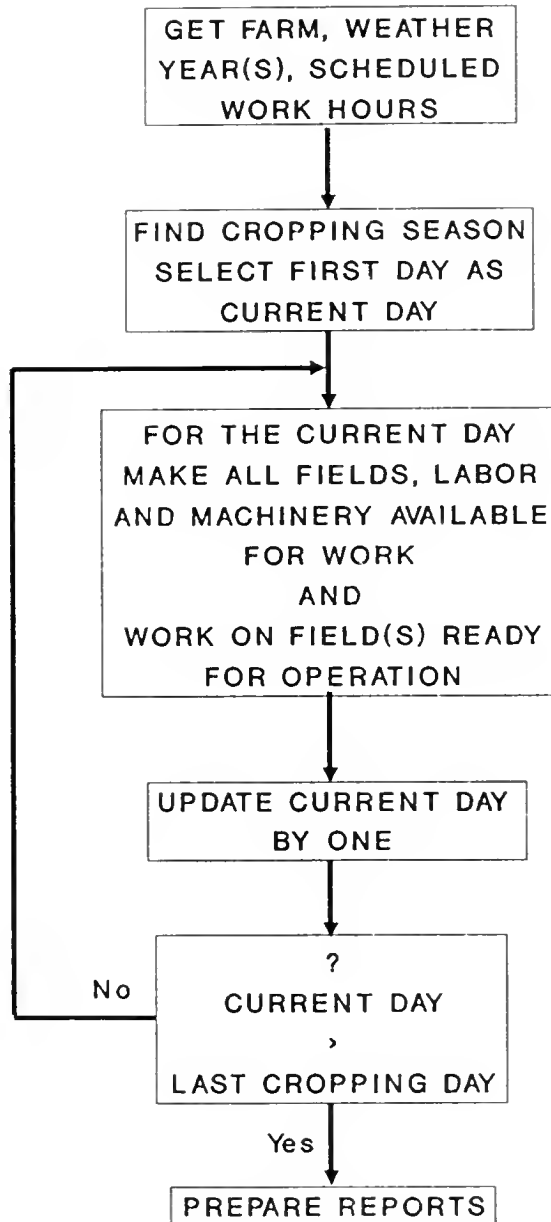 GET FARM, WEATHER
YEAR(S), SCHEDULED
WORK HOURS
FIND CROPPING SEASON
SELECT FIRST DAY AS
CURRENT DAY
FOR THE CURRENT DAY
MAKE ALL FIELDS, LABOR
AND MACHINERY AVAILABLE
FOR WORK
AND
WORK ON FIELD(S) READY
FOR OPERATION
UPDATE CURRENT DAY
BY ONE
?
CURRENT DAY
>
LAST CROPPING DAY
No
Yes
PREPARE REPORTS